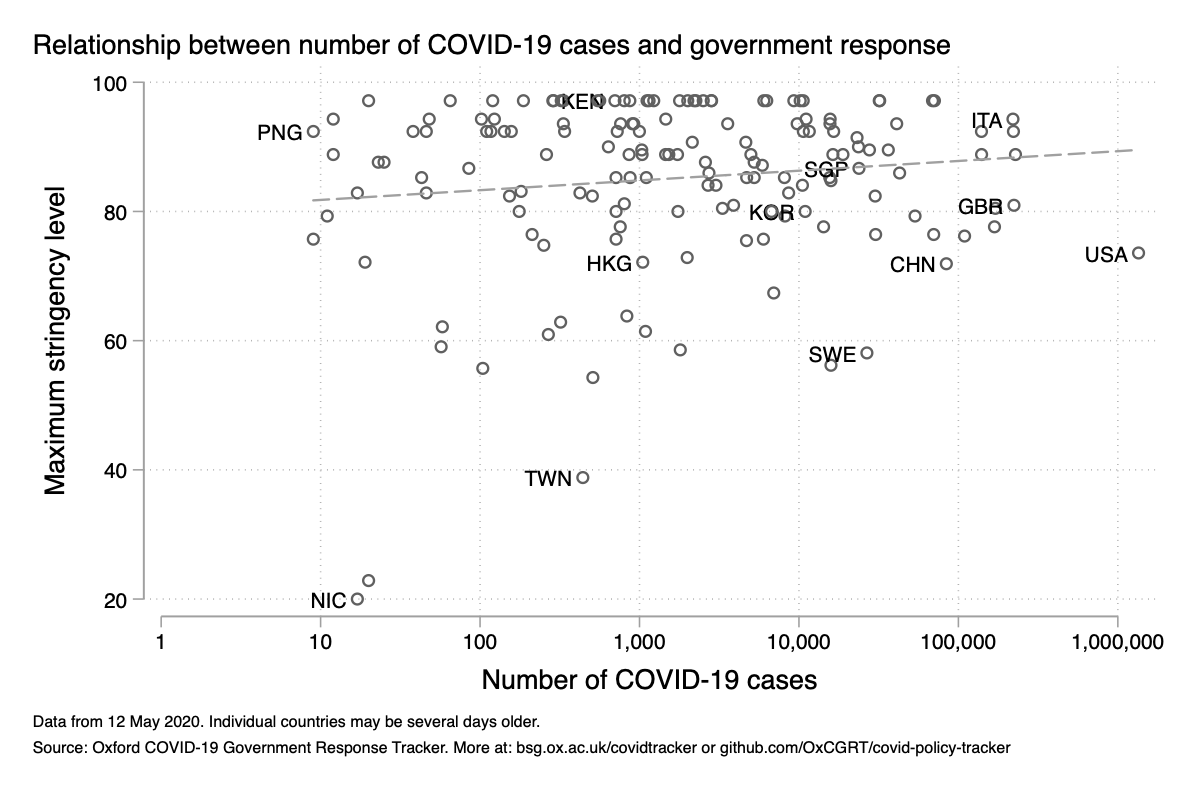 Relationship between number of COVID-19 cases and government response
Maximum stringency level
100
80
60
40
20
KEN
PNG
ITA
SGP
GBR
KOR
USA
HKG
CHN
SWE
TWN
NIC
1
10
100
1,000
10,000
100,000
1,000,000
Number of COVID-19 cases
Data from 12 May 2020. Individual countries may be several days older.
Source: Oxford COVID-19 Government Response Tracker. More at: bsg.ox.ac.uk/covidtracker or github.com/OxCGRT/covid-policy-tracker